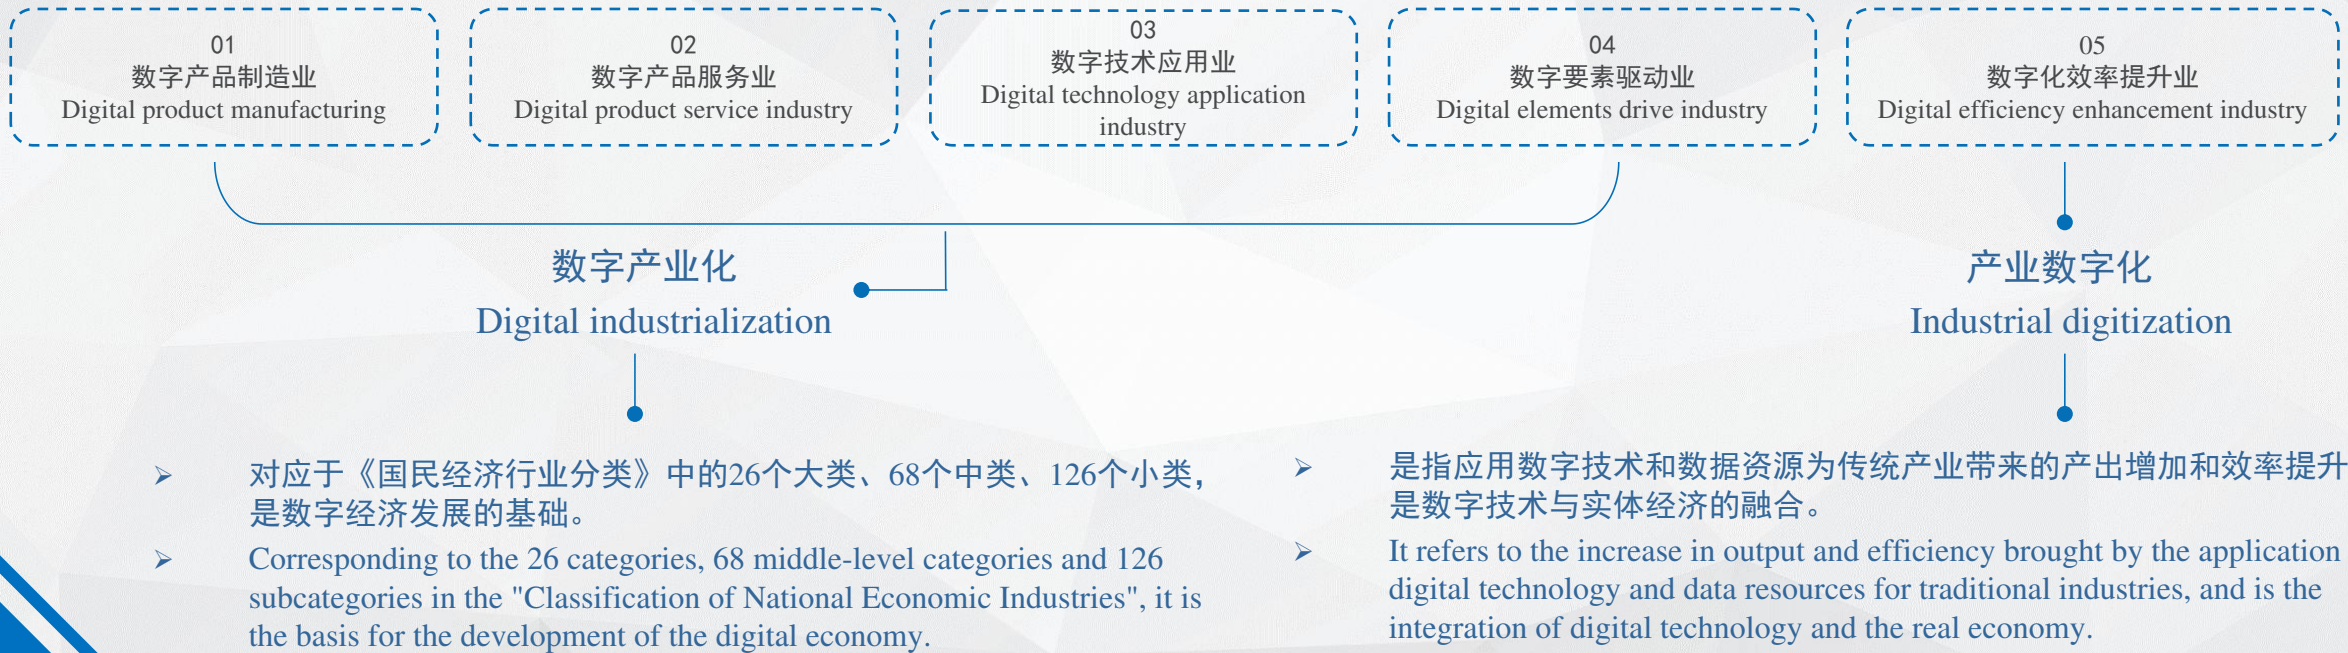 01
数字产品制造业
Digital product manufacturing
02
数字产品服务业
Digital product service industry
03
数字技术应用业
Digital technology application
industry
04
数字要素驱动业
Digital elements drive industry
05
数字化效率提升业
Digital efficiency enhancement industry
数字产业化
Digital industrialization
产业数字化
Industrial digitization
➢ 对应于《国民经济行业分类》中的26个大类、68个中类、126个小类，
是数字经济发展的基础。
➢ Corresponding to the 26 categories, 68 middle-level categories and 126
subcategories in the "Classification of National Economic Industries", it is
the basis for the development of the digital economy.
➢ 是指应用数字技术和数据资源为传统产业带来的产出增加和效率提升
是数字技术与实体经济的融合。
➢ It refers to the increase in output and efficiency brought by the application
digital technology and data resources for traditional industries, and is the
integration of digital technology and the real economy.